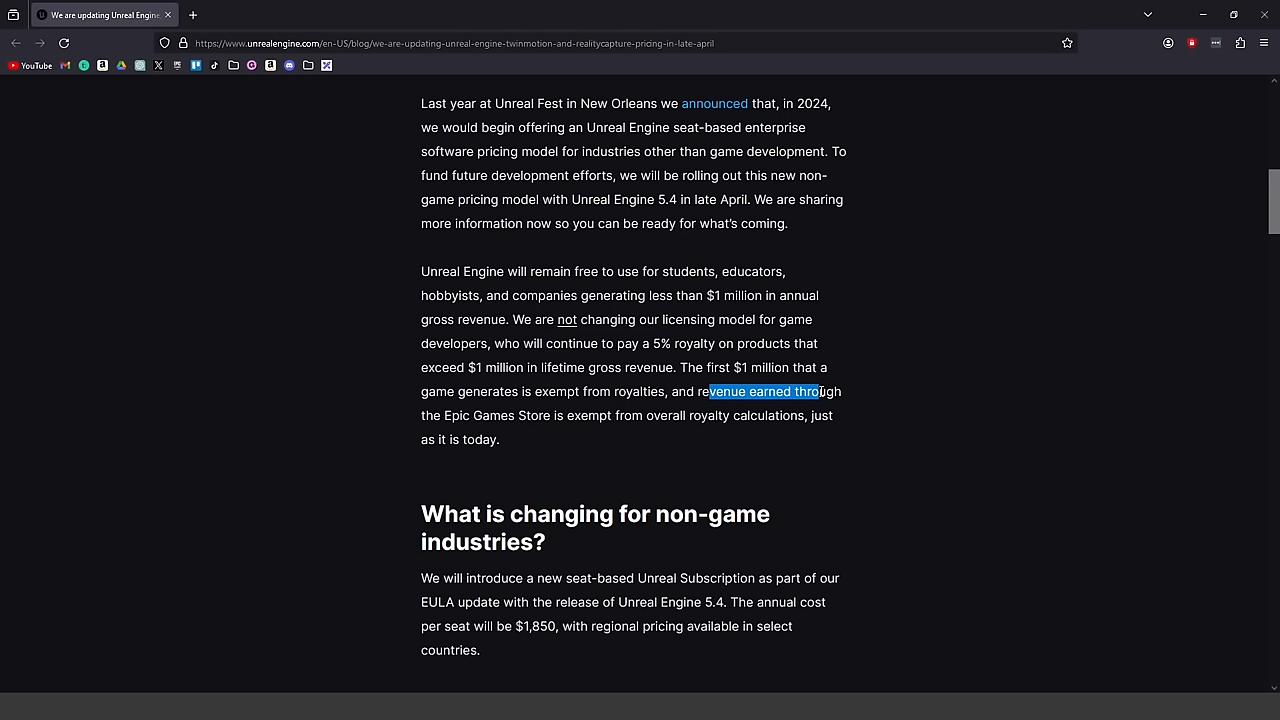 We are updating Unreal Engine,
https://www.unrealengine.com/en-US/blog/we-are-updating-unreal-engine-twinmotion-and-realitycapture-pricing-in-late-april
YouTube
Last year at Unreal Fest in New Orleans we announced that, in 2024,
we would begin offering an Unreal Engine seat-based enterprise
software pricing model for industries other than game development. To
fund future development efforts, we will be rolling out this new non-
game pricing model with Unreal Engine 5.4 in late April. We are sharing
more information now so you can be ready for what's coming.
Unreal Engine will remain free to use for students, educators,
hobbyists, and companies generating less than $1 million in annual
gross revenue. We are not changing our licensing model for game
developers, who will continue to pay a 5% royalty on products that
exceed $1 million in lifetime gross revenue. The first $1 million that a
game generates is exempt from royalties, and revenue earned through
the Epic Games Store is exempt from overall royalty calculations, just
as it is today.
What is changing for non-game
industries?
We will introduce a new seat-based Unreal Subscription as part of our
EULA update with the release of Unreal Engine 5.4. The annual cost
per seat will be $1,850, with regional pricing available in select
countries.